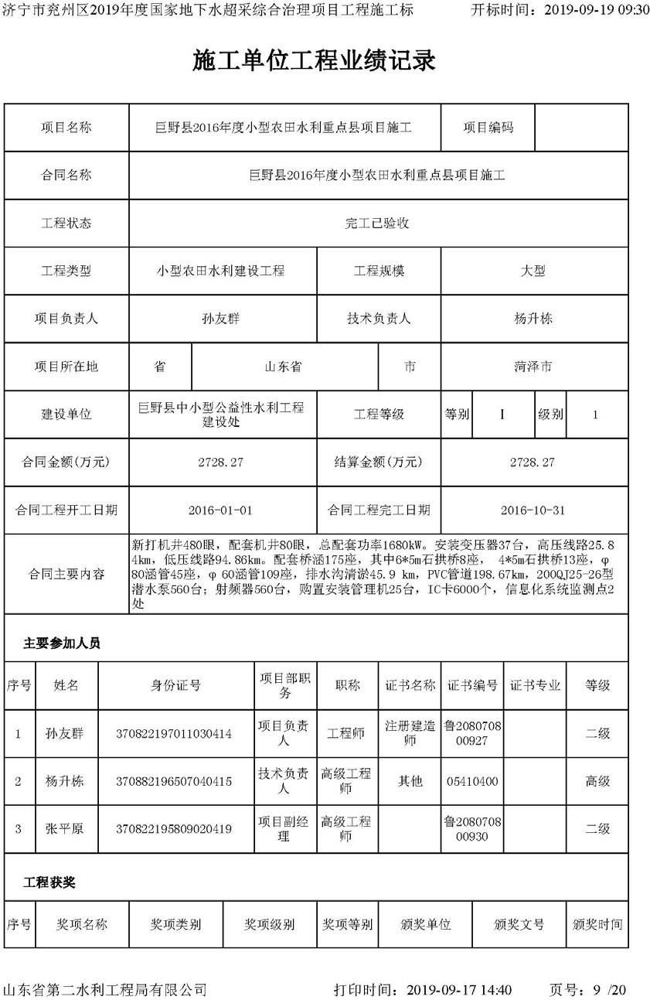 济宁市兖州区2019年度国家地下水超采综合治理项目工程施工标 开标时间：2019-09-19 09:30
施工单位工程业绩记录
项目名称 巨野县2016年度小型农田水利重点县项目施工 项目编码
合同名称 巨野县2016年度小型农田水利重点县项目施工
工程状态 完工已验收
工程类型 小型农田水利建设工程 工程规模 大型
项目负责人 孙友群 技术负责人 杨升栋
项目所在地 省 山东省 市 菏泽市
建设单位 巨野县中小型公益性水利工程 工程等级 等别 I 级别 1
建设处
合同金额(万元) 2728.27 结算金额(万元) 2728.27
合同工程开工日期 2016-01-01 合同工程完工日期 2016-10-31
合同主要内容
新打机井480眼，配套机井80眼，总配套功率1680kW。安装变压器37台，高压线路25.8
4km，低压线路94.86km。配套桥涵175座，其中6*5m石拱桥8座， 4*5m石拱桥13座，φ
80涵管45座，φ 60涵管109座，排水沟清淤45.9 km，PVC管道198.67km，200QJ25-26型
潜水泵560台；射频器560台，购置安装管理机25台，IC卡6000个，信息化系统监测点2
处
主要参加人员
序号 姓名 身份证号 项目部职 职称 证书名称 证书编号 证书专业 等级
务
1 孙友群 370822197011030414 项目负责 工程师 注册建造 鲁2080708 二级
人 师 00927
2 杨升栋 370882196507040415 技术负责 高级工程 其他 05410400 高级
人 师
3 张平原 370822195809020419 项目副经 高级工程 鲁2080708 二级
理 师 00930
工程获奖
序号 奖项名称 奖项类别 奖项级别 奖项等别 颁奖单位 颁奖文号 颁奖时间
山东省第二水利工程局有限公司 打印时间：2019-09-17 14:40 页号：9 /20